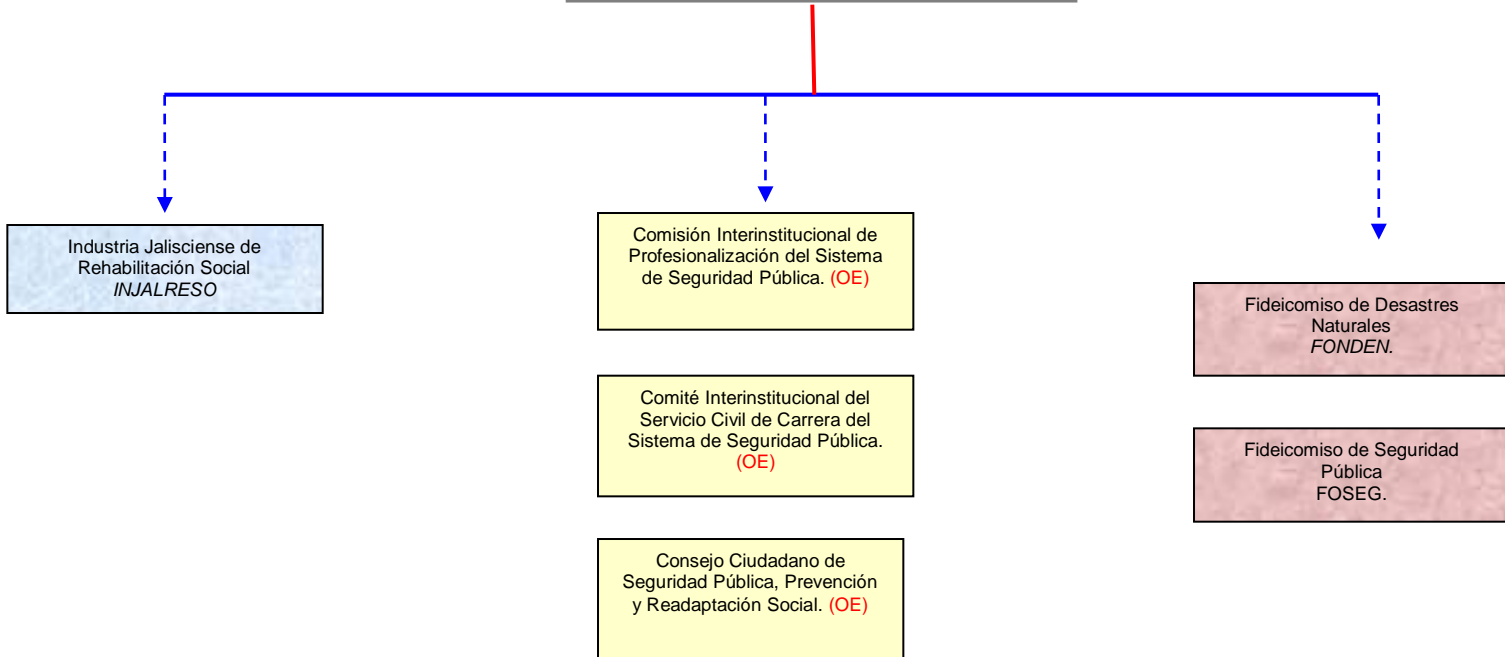 Industria Jalisciense de
Rehabilitación Social
INJALRESO
Comisión Interinstitucional de
Profesionalización del Sistema
de Seguridad Pública. (OE)
Comité Interinstitucional del
Servicio Civil de Carrera del
Sistema de Seguridad Pública.
(OE)
Consejo Ciudadano de
Seguridad Pública, Prevención
y Readaptación Social. (OE)
Fideicomiso de Desastres
Naturales
FONDEN.
Fideicomiso de Seguridad
Pública
FOSEG.